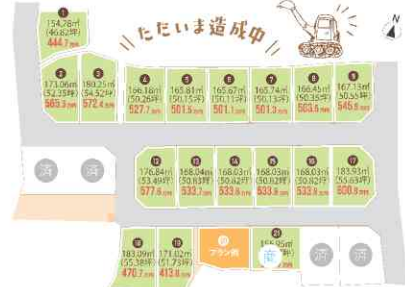 ただいま造成中
N
1
154.78㎡
(46.82坪)
444.7万円
2
173.06㎡
(52.35坪)
565.3万円
3
180.25㎡
(54.52坪)
572.4万円
4
166.16㎡
(50.26坪)
527.7万円
5
165.81㎡
(50.15坪)
501.5万円
6
165.67㎡
(50.11坪)
501.1万円
7
165.74㎡
(50.13坪)
501.3万円
8
166.45㎡
(50.35坪)
503.5万円
9
167.13㎡
(50.55坪)
545.9万円
済
済
12
176.84㎡
(53.49坪)
577.6万円
13
168.04㎡
(50.83坪)
533.7万円
14
168.03㎡
(50.82坪)
533.6万円
15
168.03㎡
(50.82坪)
533.6万円
16
168.03㎡
(50.82坪)
533.6万円
17
183.93㎡
(55.63坪)
600.8万円
18
183.09㎡
(55.38坪)
470.7万円
19
171.02㎡
(51.73坪)
413.8万円
20
プラン例
21
商
済
済